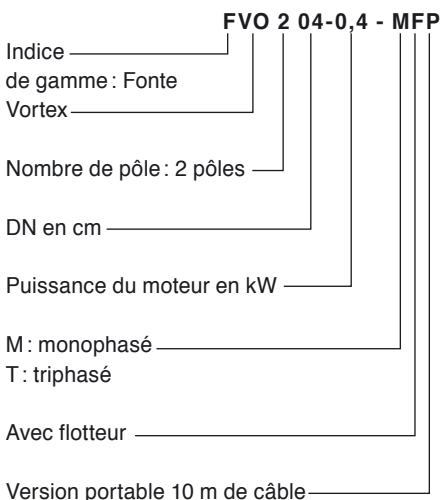 FVO 2 04-0,4 - MFP
Indice
de gamme : Fonte
Vortex
Nombre de pôle : 2 pôles
DN en cm
Puissance du moteur en kW
M : monophasé
T : triphasé
Avec flotteur
Version portable 10 m de câble